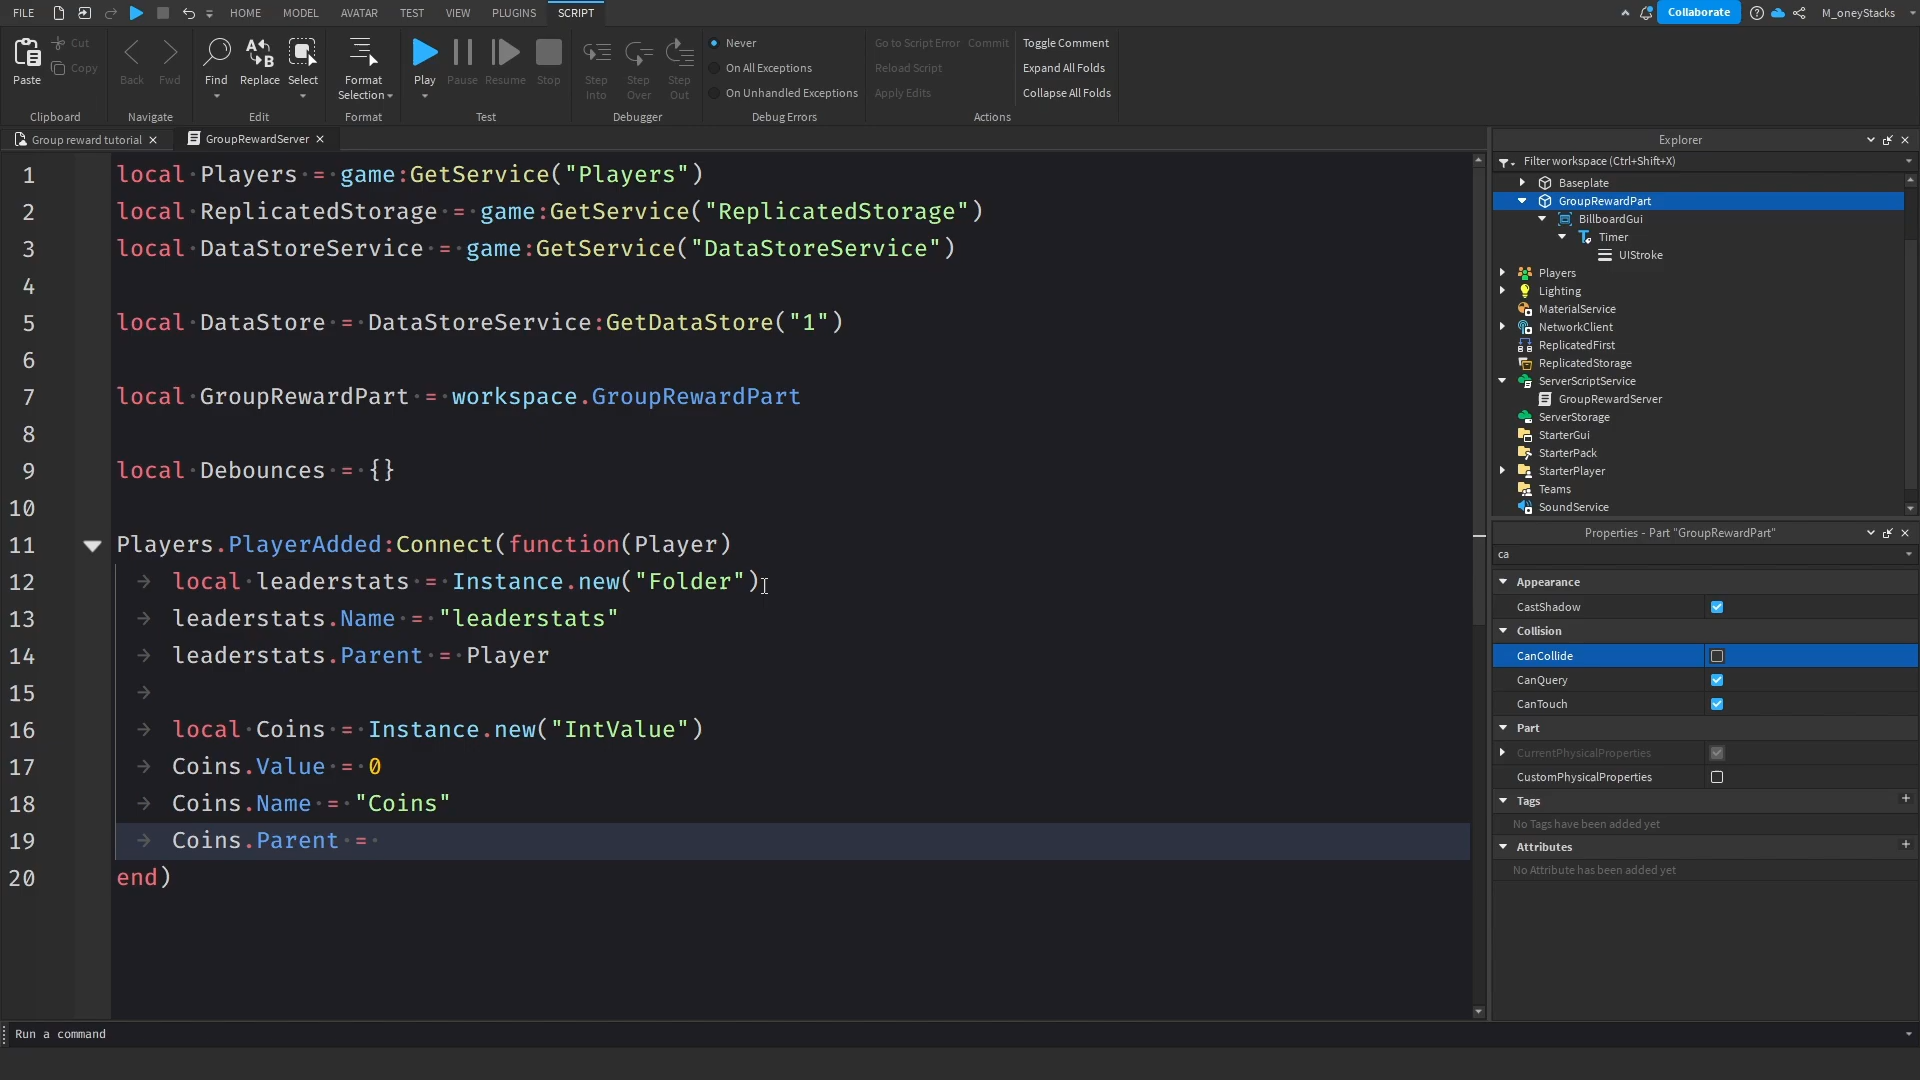 FILE HOME MODEL AVATAR TEST VIEW PLUGINS SCRIPT Collaborate M_oneyStacks
Paste Cut Copy
Clipboard
Back Fwd
Navigate
Find Replace Select
Edit
Format
Selection
Format
Play Pause Resume Stop
Test
Step Into
Step Over
Step Out
Debugger
Never
On All Exceptions
On Unhandled Exceptions
Debug Errors
Go to Script Error Commit
Reload Script
Apply Edits
Toggle Comment
Expand All Folds
Collapse All Folds
Actions
Group reward tutorial GroupRewardServer
1 local Players = game:GetService("Players")
2 local ReplicatedStorage = game:GetService("ReplicatedStorage")
3 local DataStoreService = game:GetService("DataStoreService")
4
5 local DataStore = DataStoreService:GetDataStore("1")
6
7 local GroupRewardPart = workspace.GroupRewardPart
8
9 local Debounces = {}
10
11 Players.PlayerAdded:Connect(function(Player)
12 local leaderstats = Instance.new("Folder")
13 leaderstats.Name = "leaderstats"
14 leaderstats.Parent = Player
15
16 local Coins = Instance.new("IntValue")
17 Coins.Value = 0
18 Coins.Name = "Coins"
19 Coins.Parent =
20 end)
Run a command
Explorer
Filter workspace (Ctrl+Shift+X)
Baseplate
GroupRewardPart
BillboardGui
Timer
UIStroke
Players
Lighting
MaterialService
NetworkClient
ReplicatedFirst
ReplicatedStorage
ServerScriptService
GroupRewardServer
ServerStorage
StarterGui
StarterPack
StarterPlayer
Teams
SoundService
Properties - Part "GroupRewardPart"
ca
Appearance
CastShadow
Collision
CanCollide
CanQuery
CanTouch
Part
CurrentPhysicalProperties
CustomPhysicalProperties
Tags
No Tags have been added yet
Attributes
No Attribute has been added yet